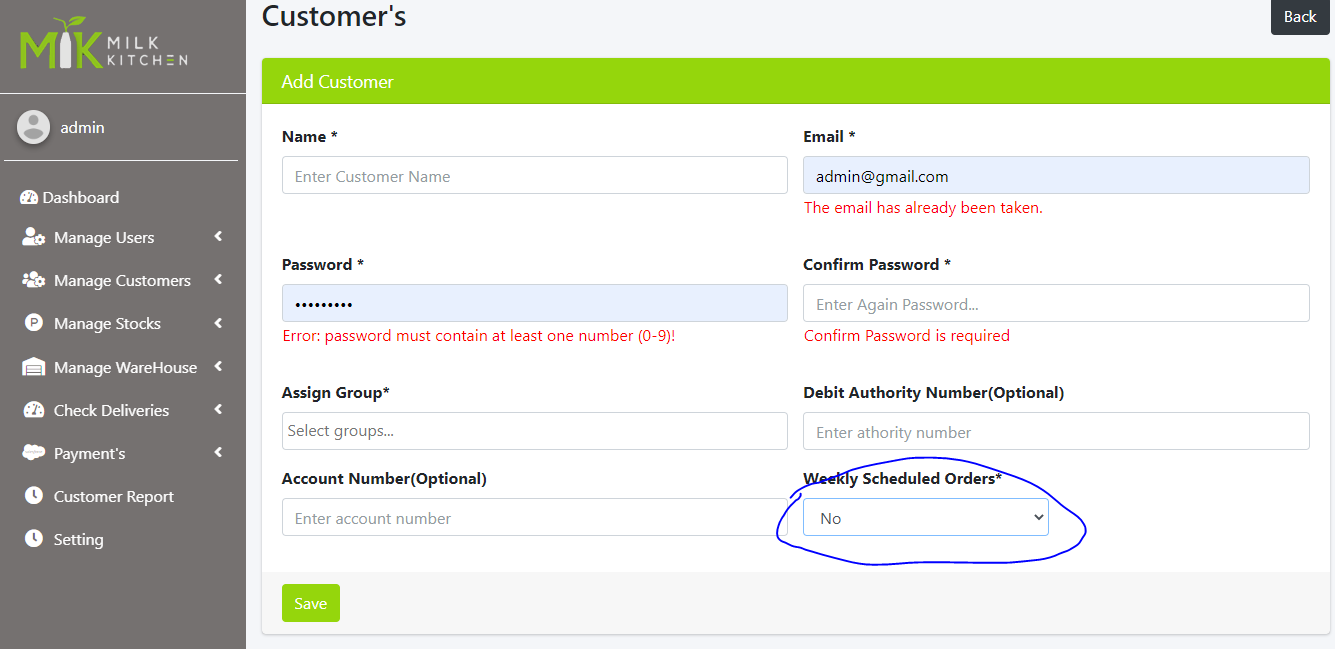 MILK
KITCHEN
admin
Dashboard
Manage Users
Manage Customers
P
Manage Stocks
Manage WareHouse
Check Deliveries
Payment's
Customer Report
Setting
Customer's
Back
Add Customer
Name *
Enter Customer Name
Email *
admin@gmail.com
The email has already been taken.
Password *
•••••••••
Error: password must contain at least one number (0-9)!
Confirm Password *
Enter Again Password...
Confirm Password is required
Assign Group*
Select groups...
Debit Authority Number(Optional)
Enter athority number
Account Number(Optional)
Enter account number
Weekly Scheduled Orders*
No
Save